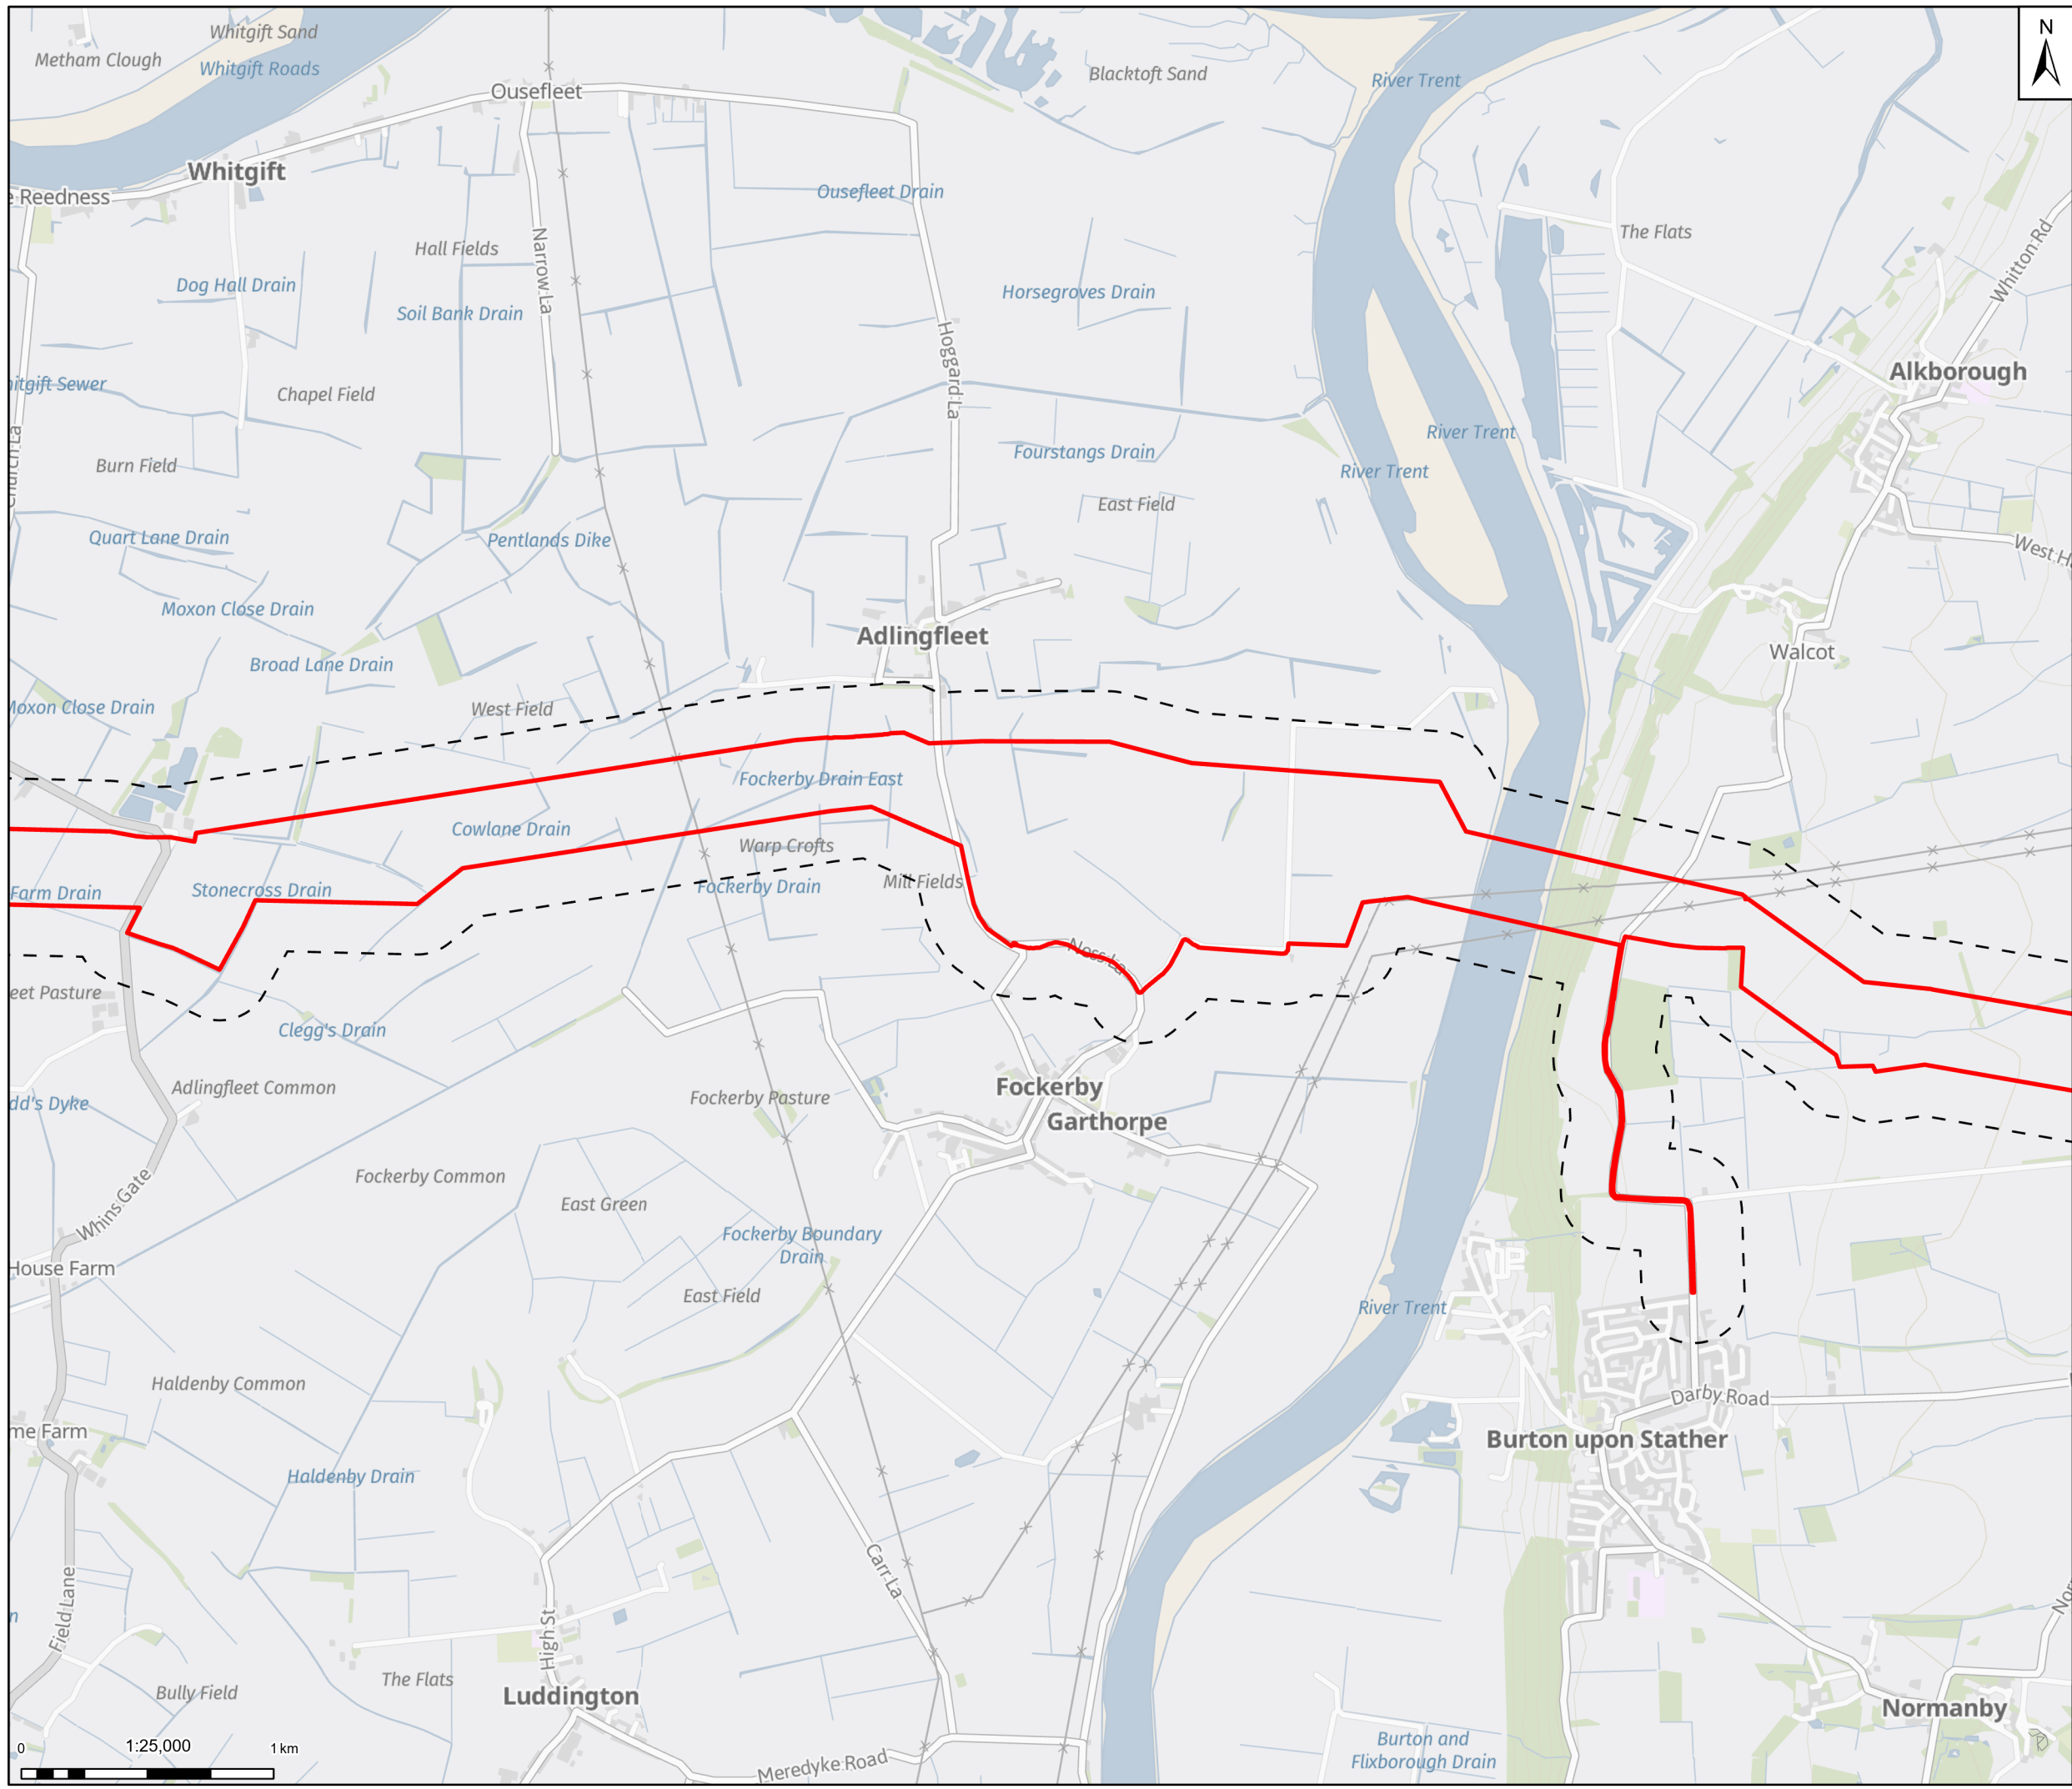 Whitgift Sand
Metham Clough
Whitgift Roads
Blacktoft Sand
River Trent
N
Ousefleet
Whitgift
Reedness
Ousefleet Drain
The Flats
Hall Fields
Narrow La
Whitton Rd
Dog Hall Drain
Horsegroves Drain
Soil Bank Drain
Hoggard La
Alkborough
hitgift Sewer
Chapel Field
River Trent
Fourstangs Drain
River Trent
Church La
Burn Field
East Field
Quart Lane Drain
Pentlands Dike
West H
Moxon Close Drain
Adlingfleet
Walcot
Broad Lane Drain
Moxon Close Drain
West Field
Fockerby Drain East
Cowlane Drain
Warp Crofts
Farm Drain
Stonecross Drain
Fockerby Drain
Mill Fields
Ness La
eet Pasture
Clegg's Drain
Adlingfleet Common
Fockerby Pasture
Fockerby
dd's Dyke
Garthorpe
Fockerby Common
East Green
Whins Gate
Fockerby Boundary
Drain
House Farm
East Field
River Trent
Haldenby Common
Darby Road
me Farm
Burton upon Stather
Haldenby Drain
Carr La
Field Lane
High St
Nor
n
The Flats
Bully Field
Luddington
Normanby
Burton and
Flixborough Drain
Meredyke Road
0 1:25,000 1 km